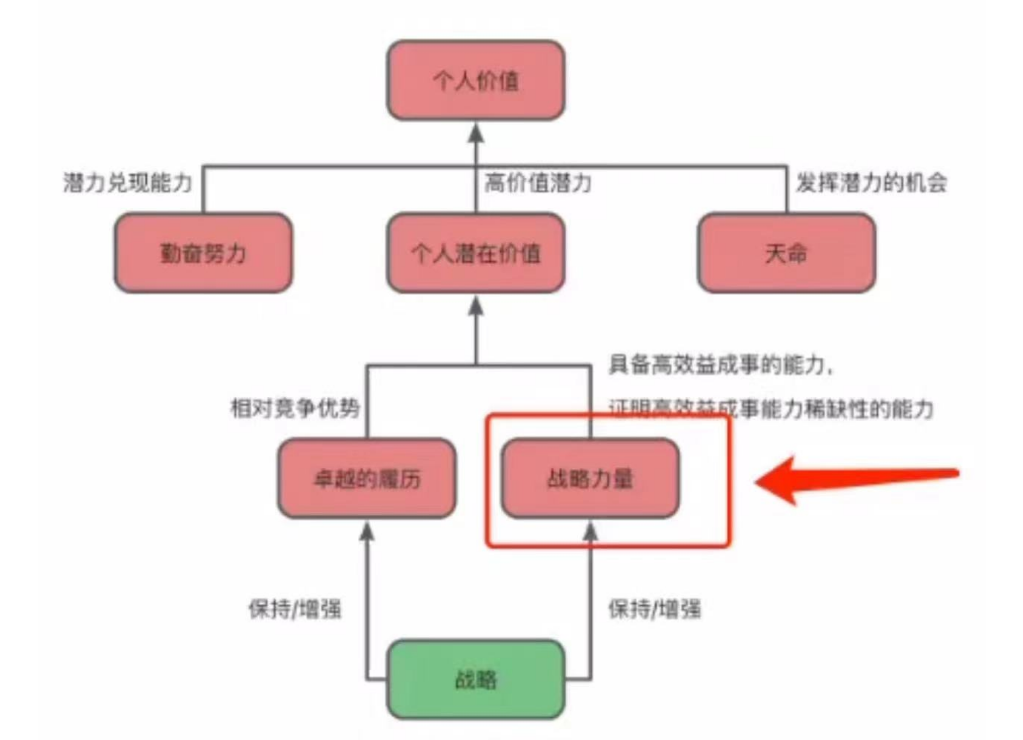 个人价值
潜力兑现能力
高价值潜力
发挥潜力的机会
勤奋努力
个人潜在价值
天命
具备高效益成事的能力，
相对竞争优势
证明高效益成事能力稀缺性的能力
卓越的履历
战略力量
保持/增强
保持/增强
战略